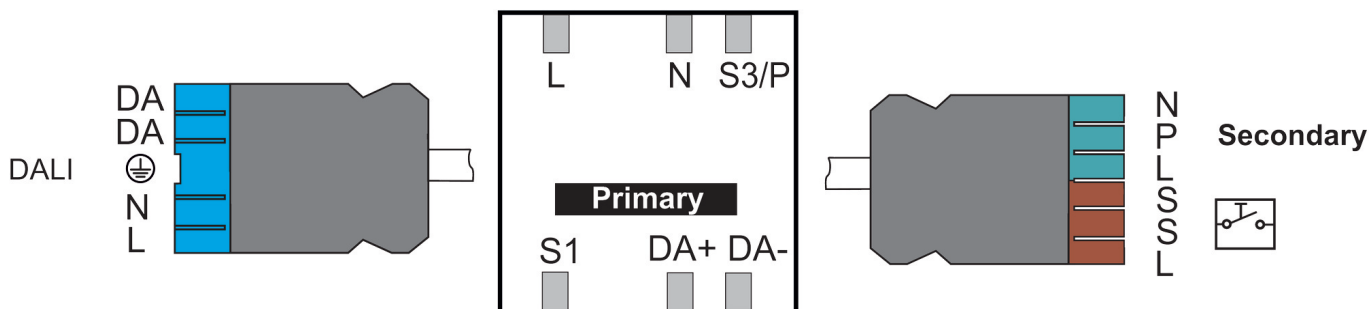 DALI
DA
DA
N
L
L N S3/P
Primary
S1 DA+ DA-
N
P
L
S
S
L
Secondary